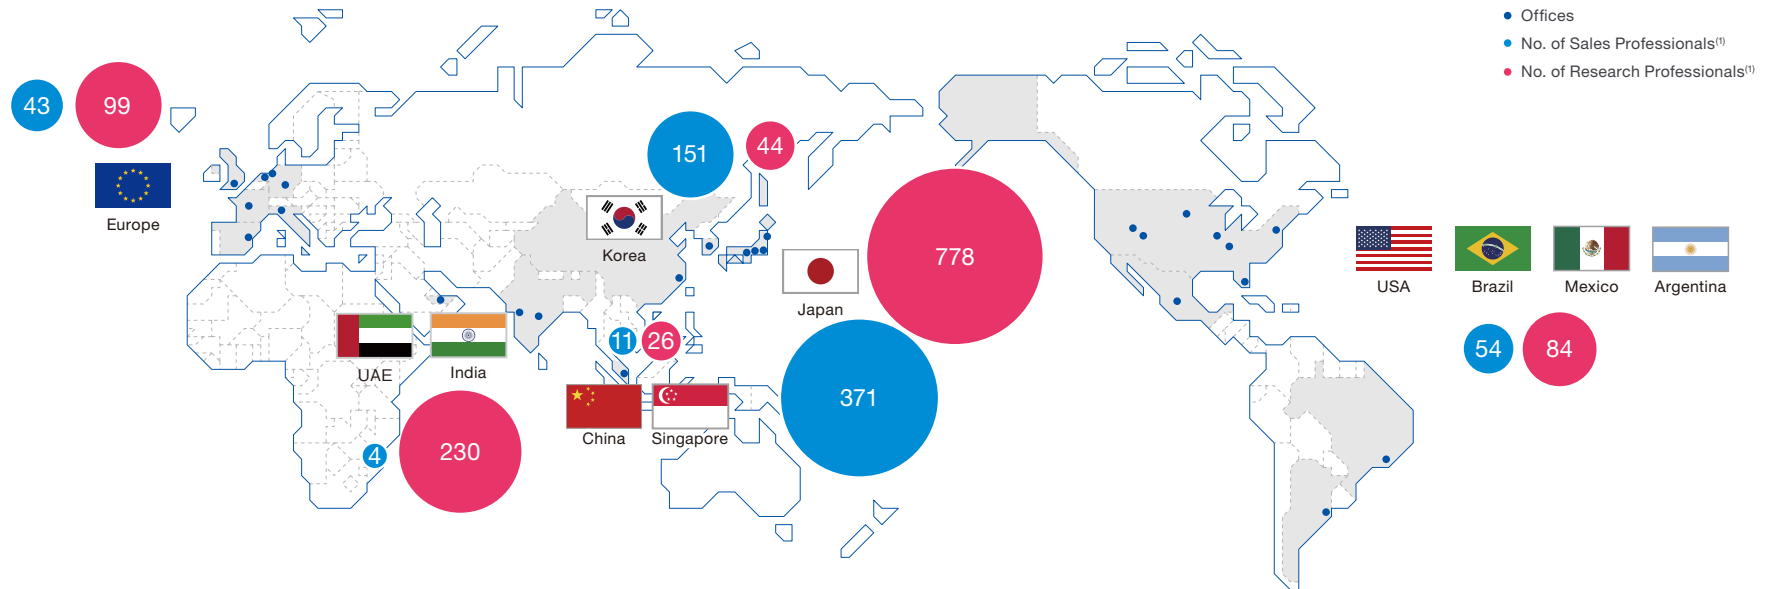 Offices
No. of Sales Professionals(1)
No. of Research Professionals(1)
43
99
Europe
151
44
Korea
778
Japan
371
USA
Brazil
Mexico
Argentina
54
84
UAE
India
4
230
11
26
China
Singapore